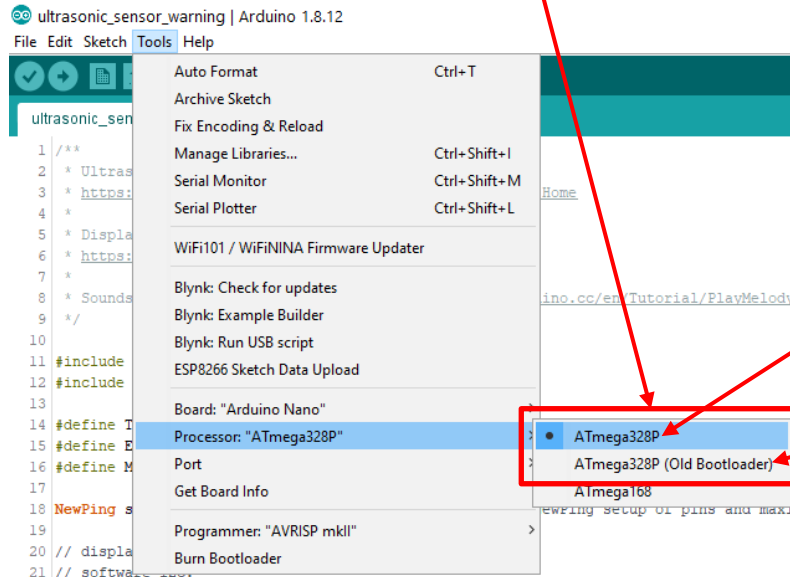 ultrasonic_sensor_warning | Arduino 1.8.12
File Edit Sketch Tools Help
Auto Format Ctrl+T
Archive Sketch
Fix Encoding & Reload
Manage Libraries... Ctrl+Shift+I
Serial Monitor Ctrl+Shift+M
Serial Plotter Ctrl+Shift+L
WiFi101 / WiFiNINA Firmware Updater
Blynk: Check for updates
Blynk: Example Builder
Blynk: Run USB script
ESP8266 Sketch Data Upload
Board: "Arduino Nano"
Processor: "ATmega328P"
Port
Get Board Info
Programmer: "AVRISP mkII"
Burn Bootloader
ATmega328P
ATmega328P (Old Bootloader)
ATmega168
ultrasonic_sen
1 /**
2 * Ultras
3 * https: Home
4 *
5 * Displa
6 * https:
7 *
8 * Sounds ino.cc/en/Tutorial/PlayMelody
9 */
10
11 #include
12 #include
13
14 #define T
15 #define E
16 #define M
17
18 NewPing s ewPing setup of pins and maxi
19
20 // displa
21 // softwa